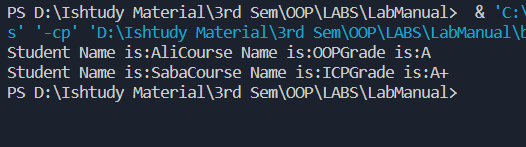 PS D:\Ishtudy Material\3rd Sem\OOP\LABS\LabManual>  & 'C:\
s' '-cp' 'D:\Ishtudy Material\3rd Sem\OOP\LABS\LabManual\b
Student Name is:AliCourse Name is:OOPGrade is:A
Student Name is:SabaCourse Name is:ICPGrade is:A+
PS D:\Ishtudy Material\3rd Sem\OOP\LABS\LabManual>